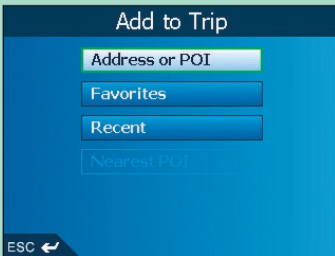 Add to Trip
Address or POI
Favorites
Recent
Nearest POI
ESC